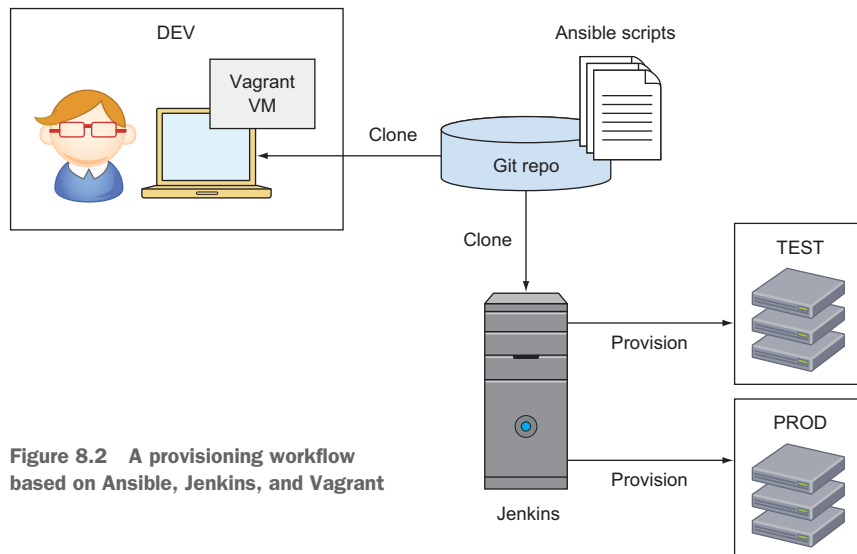 DEV
Ansible scripts
Vagrant
VM
Clone
Git repo
Clone
TEST
Provision
PROD
Provision
Jenkins
Figure 8.2 A provisioning workflow
based on Ansible, Jenkins, and Vagrant